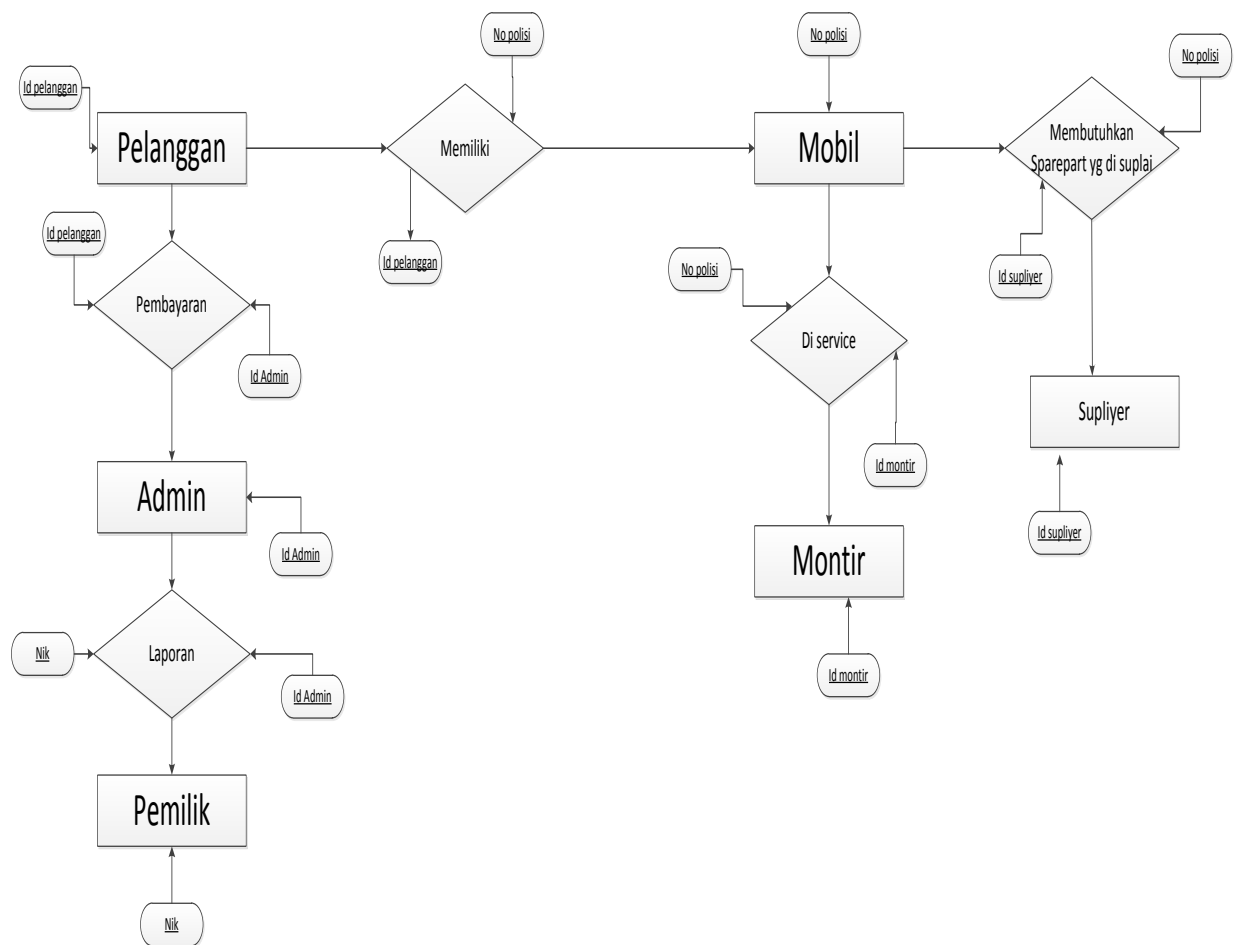 No polisi
No polisi
No polisi
Id pelanggan
Pelanggan
Memiliki
Mobil
Membutuhkan
Sparepart yg di suplai
Id pelanggan
Id pelanggan
No polisi
Id supliyer
Pembayaran
Di service
Id Admin
Supliyer
Id montir
Admin
Id Admin
Id supliyer
Montir
Nik
Laporan
Id Admin
Id montir
Pemilik
Nik